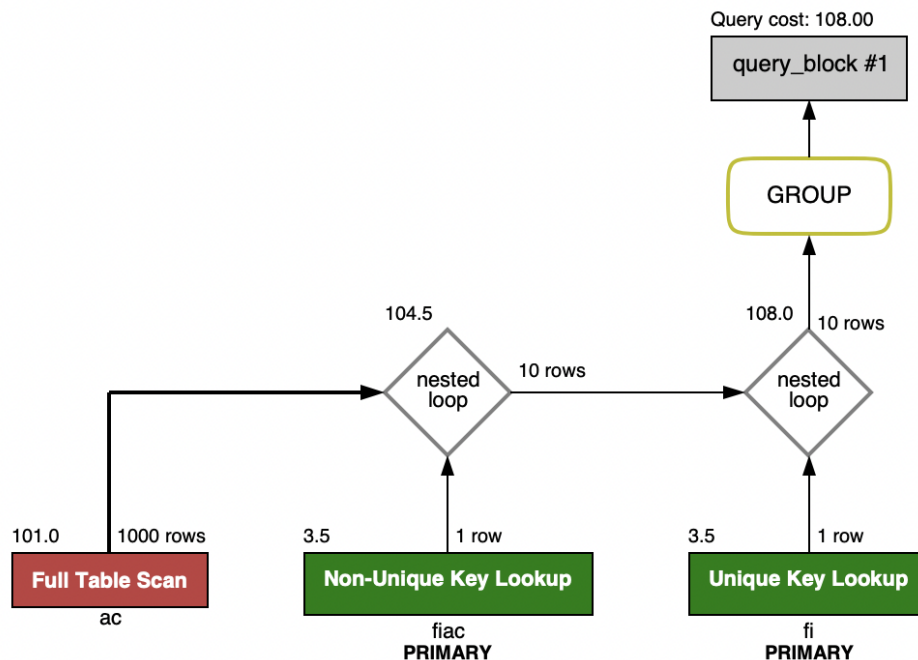 Query cost: 108.00
query_block #1
GROUP
104.5
108.0
10 rows
nested
loop
10 rows
nested
loop
101.0
1000 rows
3.5
1 row
3.5
1 row
Full Table Scan
Non-Unique Key Lookup
Unique Key Lookup
ac
fiac
fi
PRIMARY
PRIMARY